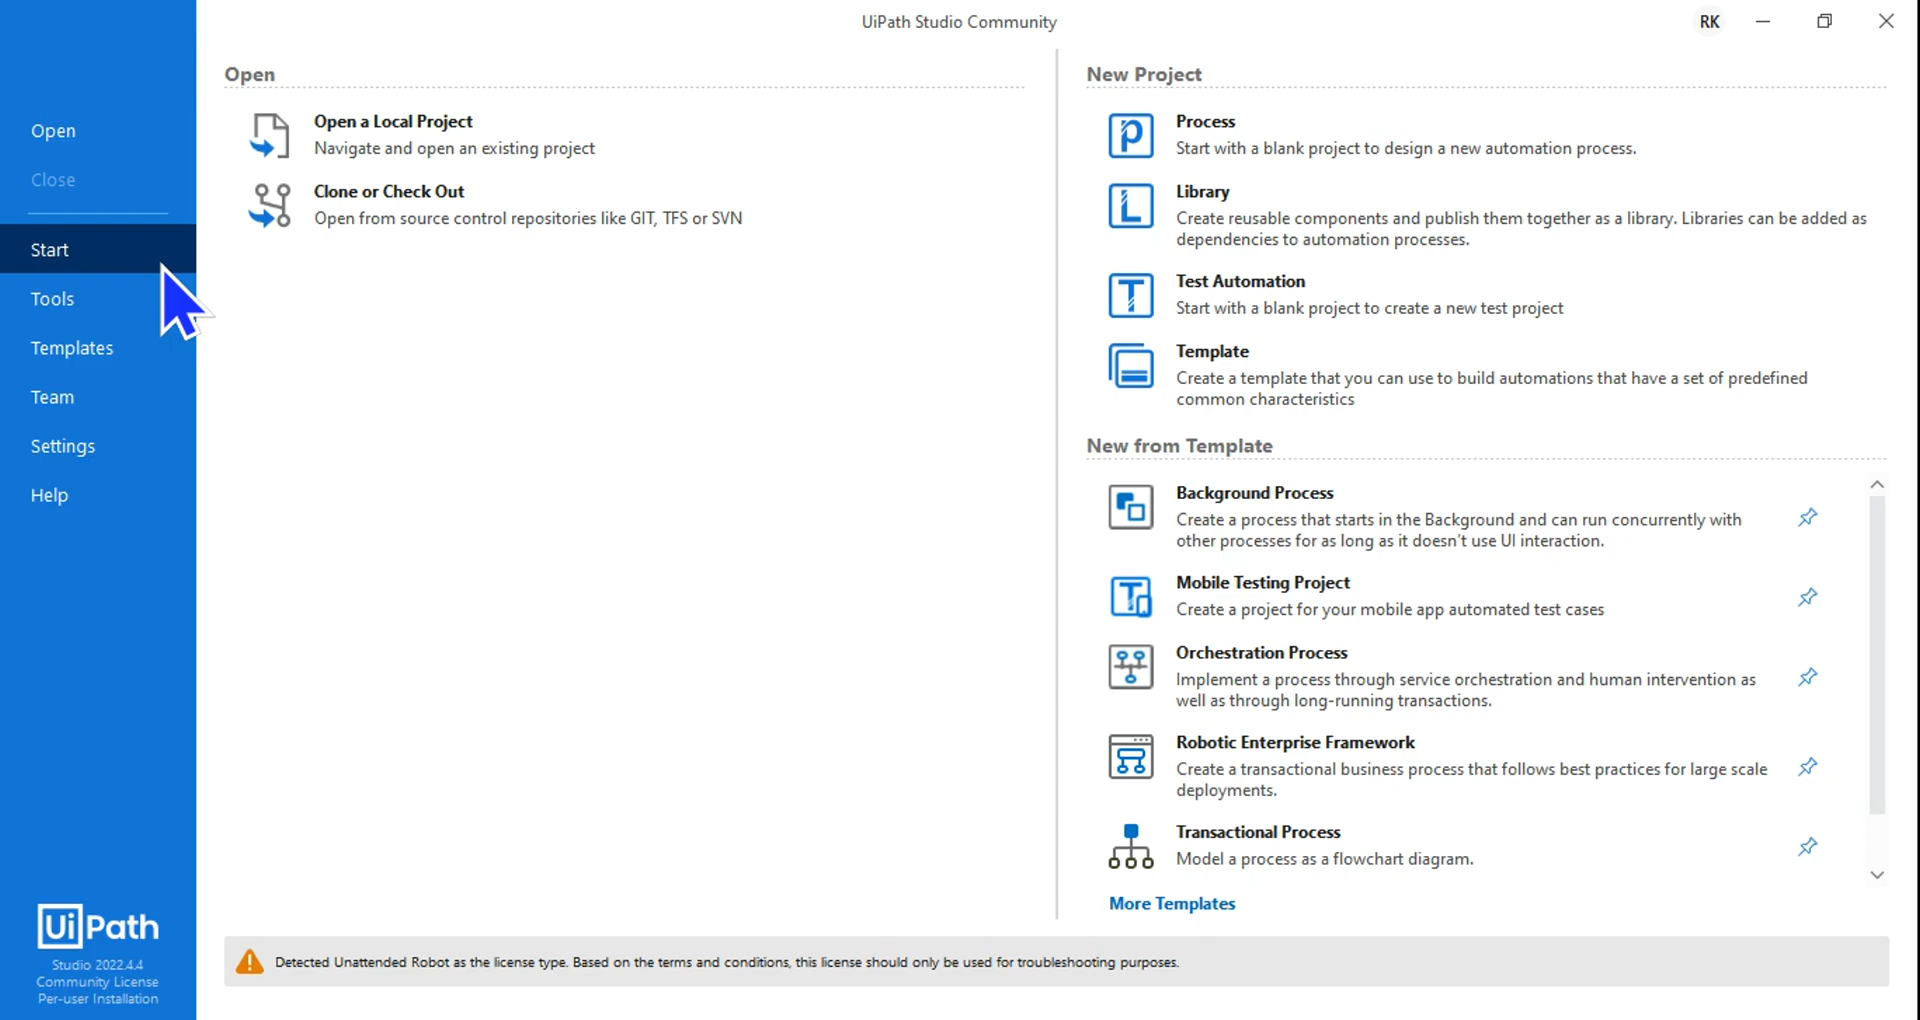 UiPath Studio Community
RK
Open
Close
Start
Tools
Templates
Team
Settings
Help
UiPath
Studio 2022.4.4
Community License
Per-user Installation
Open
Open a Local Project
Navigate and open an existing project
Clone or Check Out
Open from source control repositories like GIT, TFS or SVN
New Project
Process
Start with a blank project to design a new automation process.
Library
Create reusable components and publish them together as a library. Libraries can be added as
dependencies to automation processes.
Test Automation
Start with a blank project to create a new test project
Template
Create a template that you can use to build automations that have a set of predefined
common characteristics
New from Template
Background Process
Create a process that starts in the Background and can run concurrently with
other processes for as long as it doesn't use UI interaction.
Mobile Testing Project
Create a project for your mobile app automated test cases
Orchestration Process
Implement a process through service orchestration and human intervention as
well as through long-running transactions.
Robotic Enterprise Framework
Create a transactional business process that follows best practices for large scale
deployments.
Transactional Process
Model a process as a flowchart diagram.
More Templates
Detected Unattended Robot as the license type. Based on the terms and conditions, this license should only be used for troubleshooting purposes.